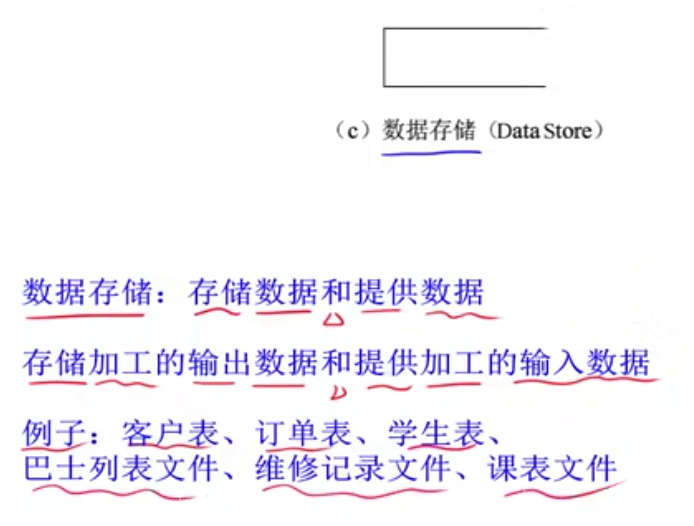 （c）数据存储（Data Store）
数据存储：存储数据和提供数据
存储加工的输出数据和提供加工的输入数据
例子：客户表、订单表、学生表、
巴士列表文件、维修记录文件、课表文件